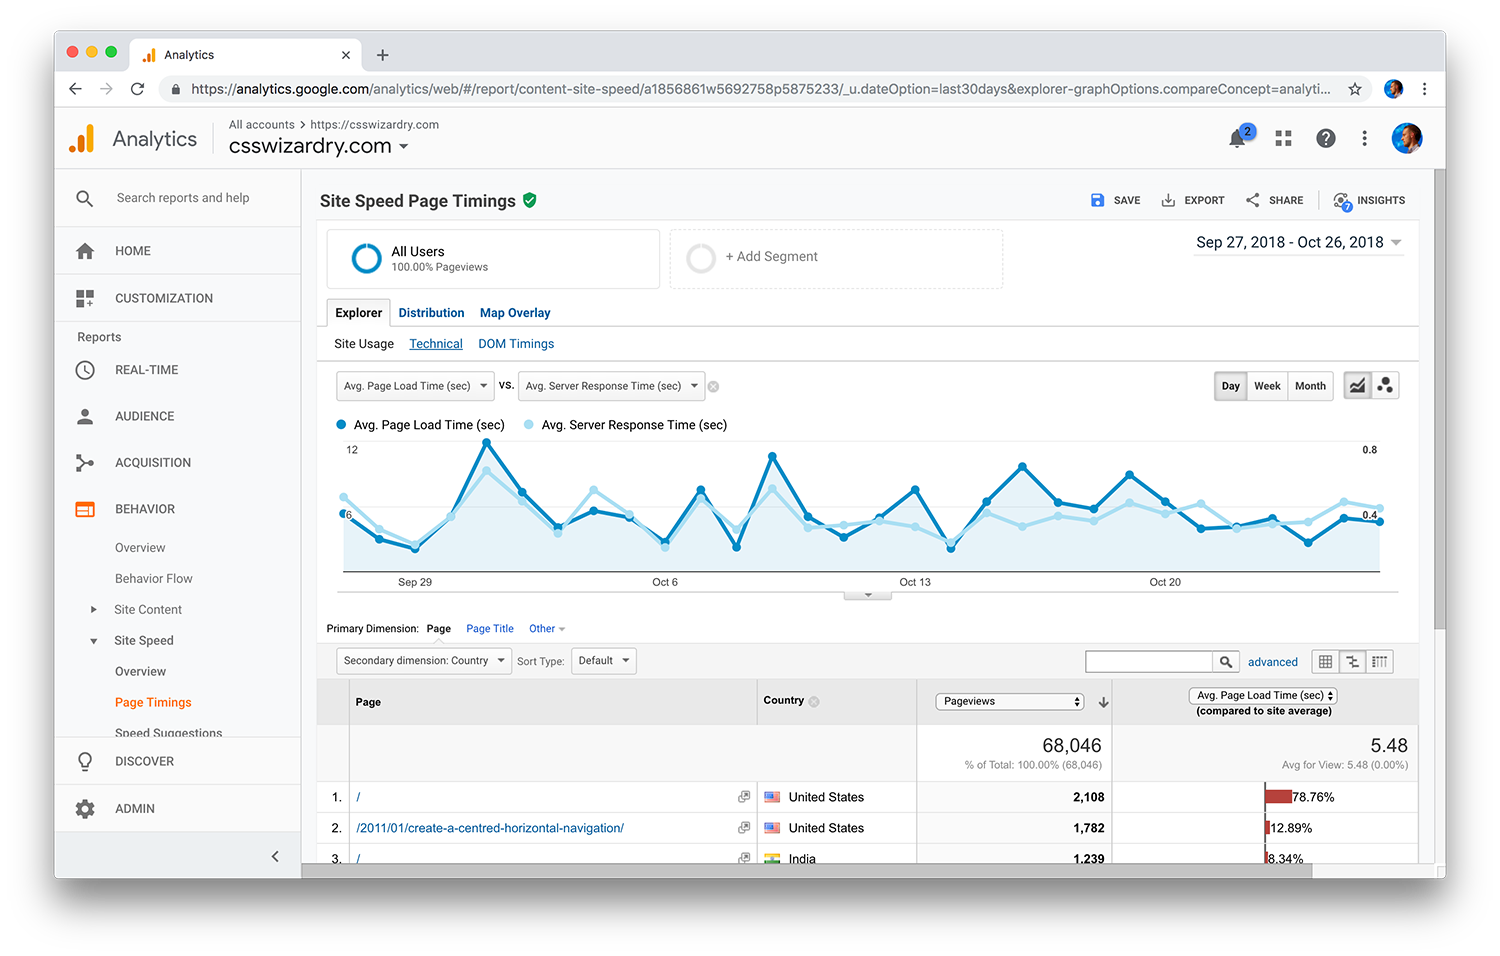 Analytics
https://analytics.google.com/analytics/web/#/report/content-site-speed/a1856861w5692758p5875233/_u.dateOption=last30days&explorer-graphOptions.compareConcept=analyti...
Analytics
All accounts > https://csswizardry.com
csswizardry.com
2
Search reports and help
HOME
CUSTOMIZATION
Reports
REAL-TIME
AUDIENCE
ACQUISITION
BEHAVIOR
Overview
Behavior Flow
Site Content
Site Speed
Overview
Page Timings
Speed Suggestions
DISCOVER
ADMIN
Site Speed Page Timings
SAVE
EXPORT
SHARE
7
INSIGHTS
All Users
100.00% Pageviews
+ Add Segment
Sep 27, 2018 - Oct 26, 2018
Explorer
Distribution
Map Overlay
Site Usage
Technical
DOM Timings
Avg. Page Load Time (sec)
VS.
Avg. Server Response Time (sec)
Day
Week
Month
Avg. Page Load Time (sec)
Avg. Server Response Time (sec)
12
0.8
6
0.4
Sep 29
Oct 6
Oct 13
Oct 20
Primary Dimension:
Page
Page Title
Other
Secondary dimension: Country
Sort Type:
Default
advanced
Page
Country
Pageviews
Avg. Page Load Time (sec)
(compared to site average)
68,046
% of Total: 100.00% (68,046)
5.48
Avg for View: 5.48 (0.00%)
1. / United States 2,108 78.76%
2. /2011/01/create-a-centred-horizontal-navigation/ United States 1,782 12.89%
3. / India 1,239 8.34%